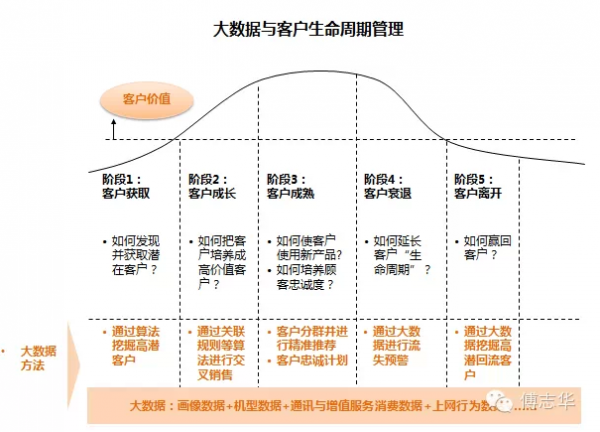 大数据与客户生命周期管理
客户价值
阶段1：
客户获取
阶段2：
客户成长
阶段3：
客户成熟
阶段4：
客户衰退
阶段5：
客户离开
• 如何发现
并获取潜
在客户？
• 如何把客
户培养成
高价值客
户？
• 如何使客户
使用新产品?
• 如何培养顾
客忠诚度？
• 如何延长
客户“生
命周期”？
• 如何赢回
客户？
• 大数据
方法
• 通过算法
挖掘高潜
客户
• 通过关联
规则等算
法进行交
叉销售
• 客户分群并进
行精准推荐
• 客户忠诚计划
• 通过大数
据进行流
失预警
• 通过大数
据挖掘高
潜回流客
户
大数据：画像数据+机型数据+通讯与增值服务消费数据+上网行为数据……
傅志华